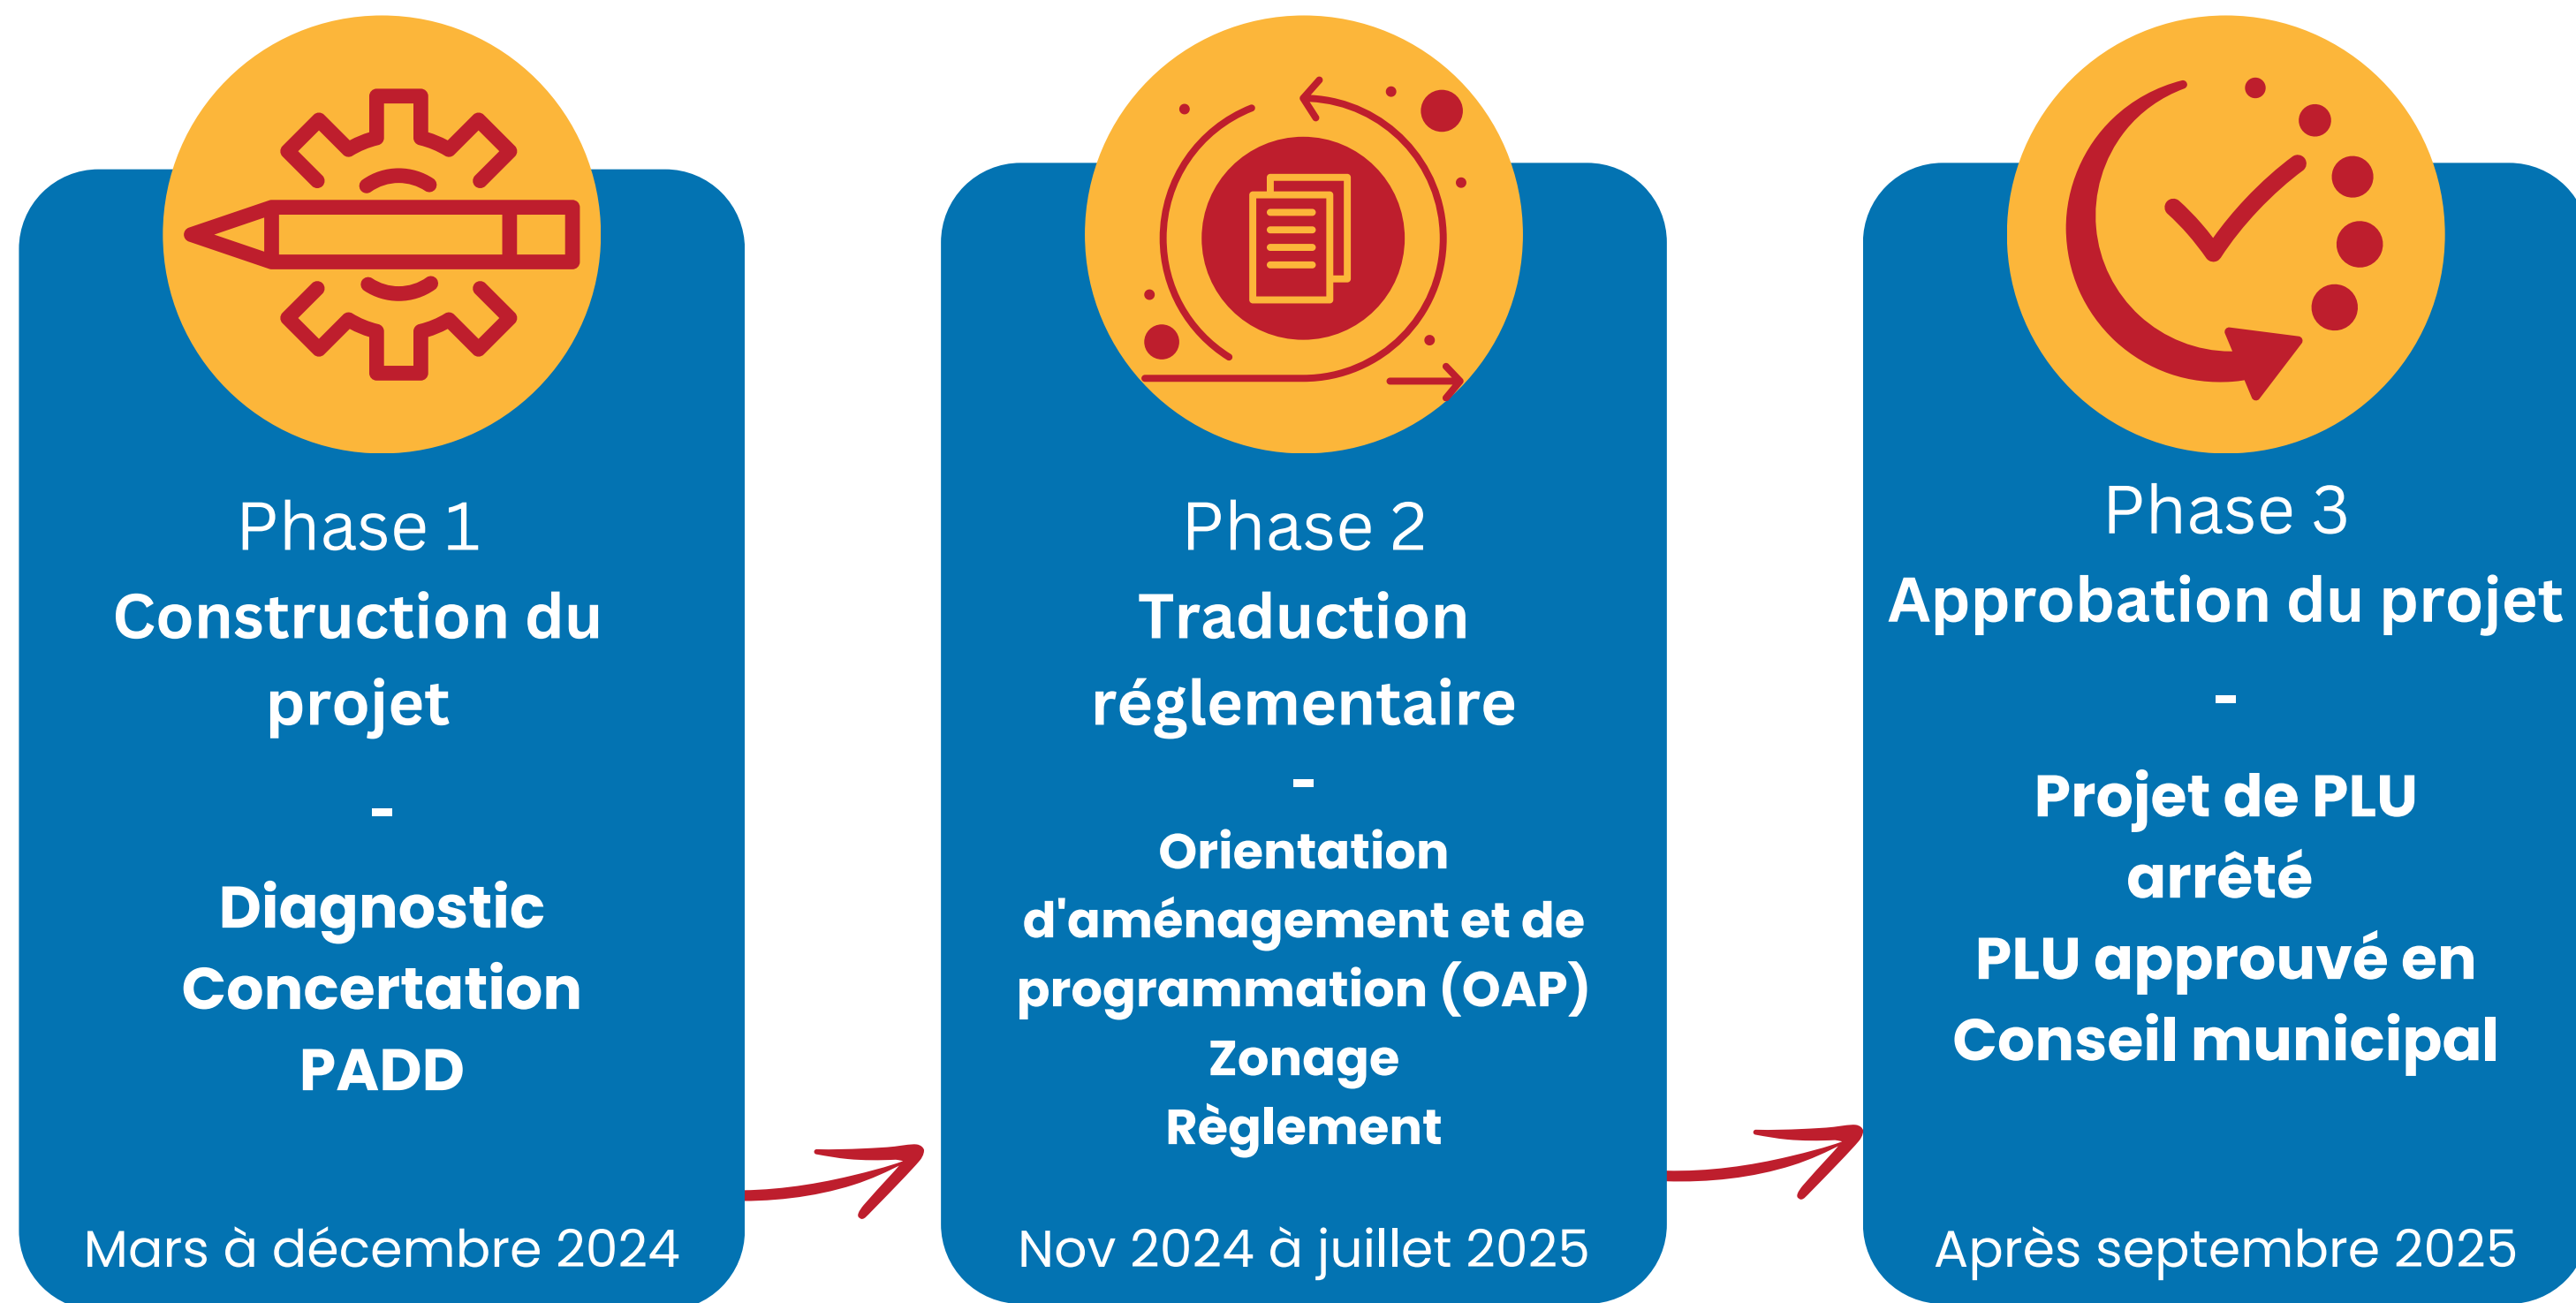 Phase 1
Construction du
projet
-
Diagnostic
Concertation
PADD
Mars à décembre 2024
Phase 2
Traduction
réglementaire
-
Orientation
d'aménagement et de
programmation (OAP)
Zonage
Règlement
Nov 2024 à juillet 2025
Phase 3
Approbation du projet
-
Projet de PLU
arrêté
PLU approuvé en
Conseil municipal
Après septembre 2025